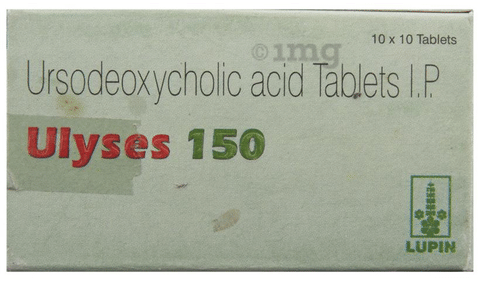 10 x 10 Tablets
© 1mg
Ursodeoxycholic acid Tablets I.P.
Ulyses 150
LUPIN